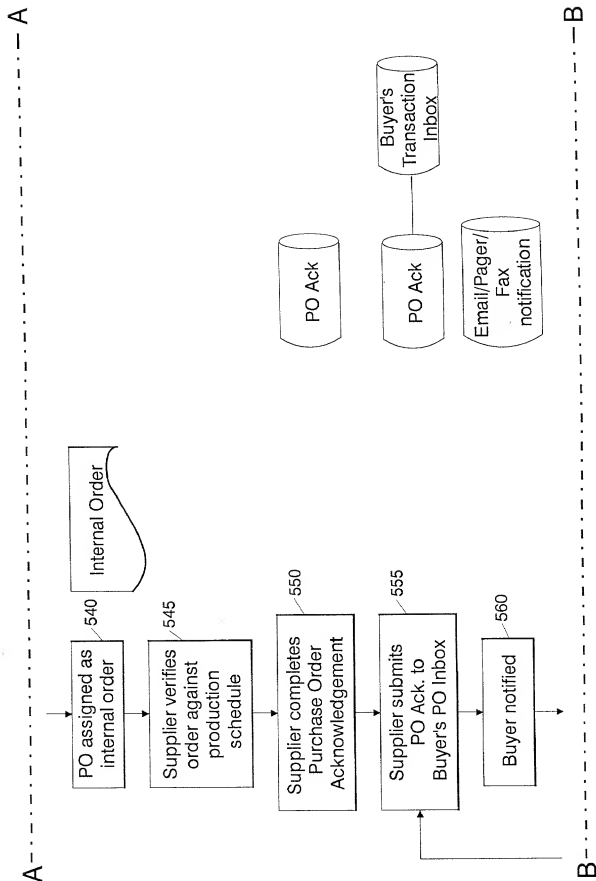 A
A
PO assigned as
internal order
540
Internal Order
Supplier verifies
order against
production
schedule
545
Supplier completes
Purchase Order
Acknowledgement
550
PO Ack
Supplier submits
PO Ack. to
Buyer's PO Inbox
555
PO Ack
Buyer's
Transaction
Inbox
Buyer notified
560
Email/Pager/
Fax
notification
B
B